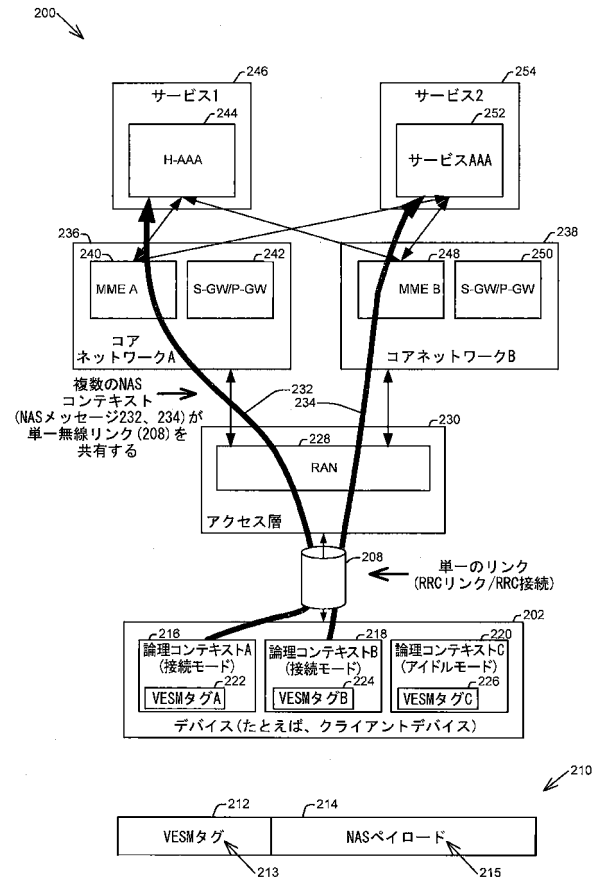 200
246
サービス1
244
H-AAA
254
サービス2
252
サービスAAA
236
240
MME A
242
S-GW/P-GW
コア
ネットワークA
238
248
MME B
250
S-GW/P-GW
コアネットワークB
複数のNAS
コンテキスト
(NASメッセージ232、234)が
単一無線リンク(208)を
共有する
232
234
230
228
RAN
アクセス層
208
単一のリンク
(RRCリンク/RRC接続)
202
216
論理コンテキストA
(接続モード)
222
VESMタグA
218
論理コンテキストB
(接続モード)
224
VESMタグB
220
論理コンテキストC
(アイドルモード)
226
VESMタグC
デバイス(たとえば、クライアントデバイス)
210
212
VESMタグ
213
214
NASペイロード
215